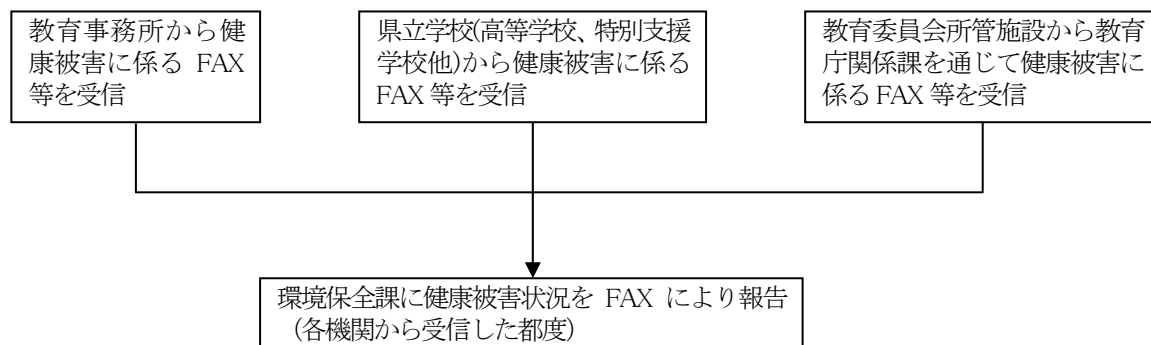 教育事務所から健
康被害に係る FAX
等を受信
県立学校(高等学校、特別支援
学校他)から健康被害に係る
FAX 等を受信
教育委員会所管施設から教育
庁関係課を通じて健康被害に
係る FAX 等を受信
環境保全課に健康被害状況を FAX により報告
（各機関から受信した都度）